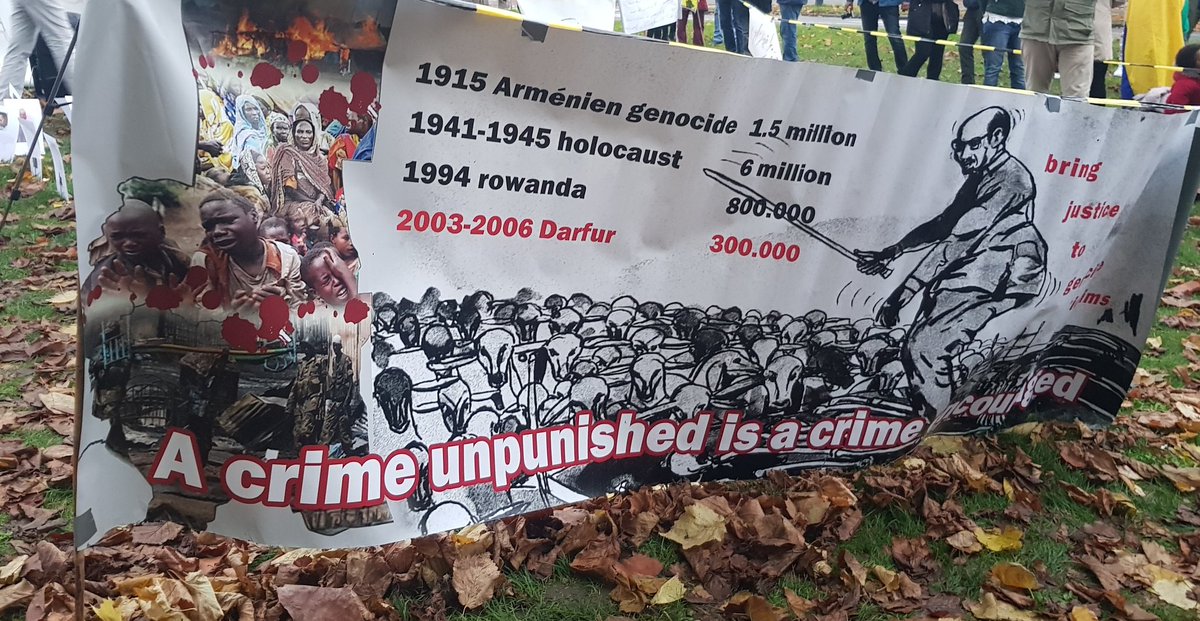 1915 Arménien genocide 1.5 million
1941-1945 holocaust 6 million
1994 rowanda 800.000
2003-2006 Darfur 300.000
bring
justice
to
A crime unpunished is a crime encouraged